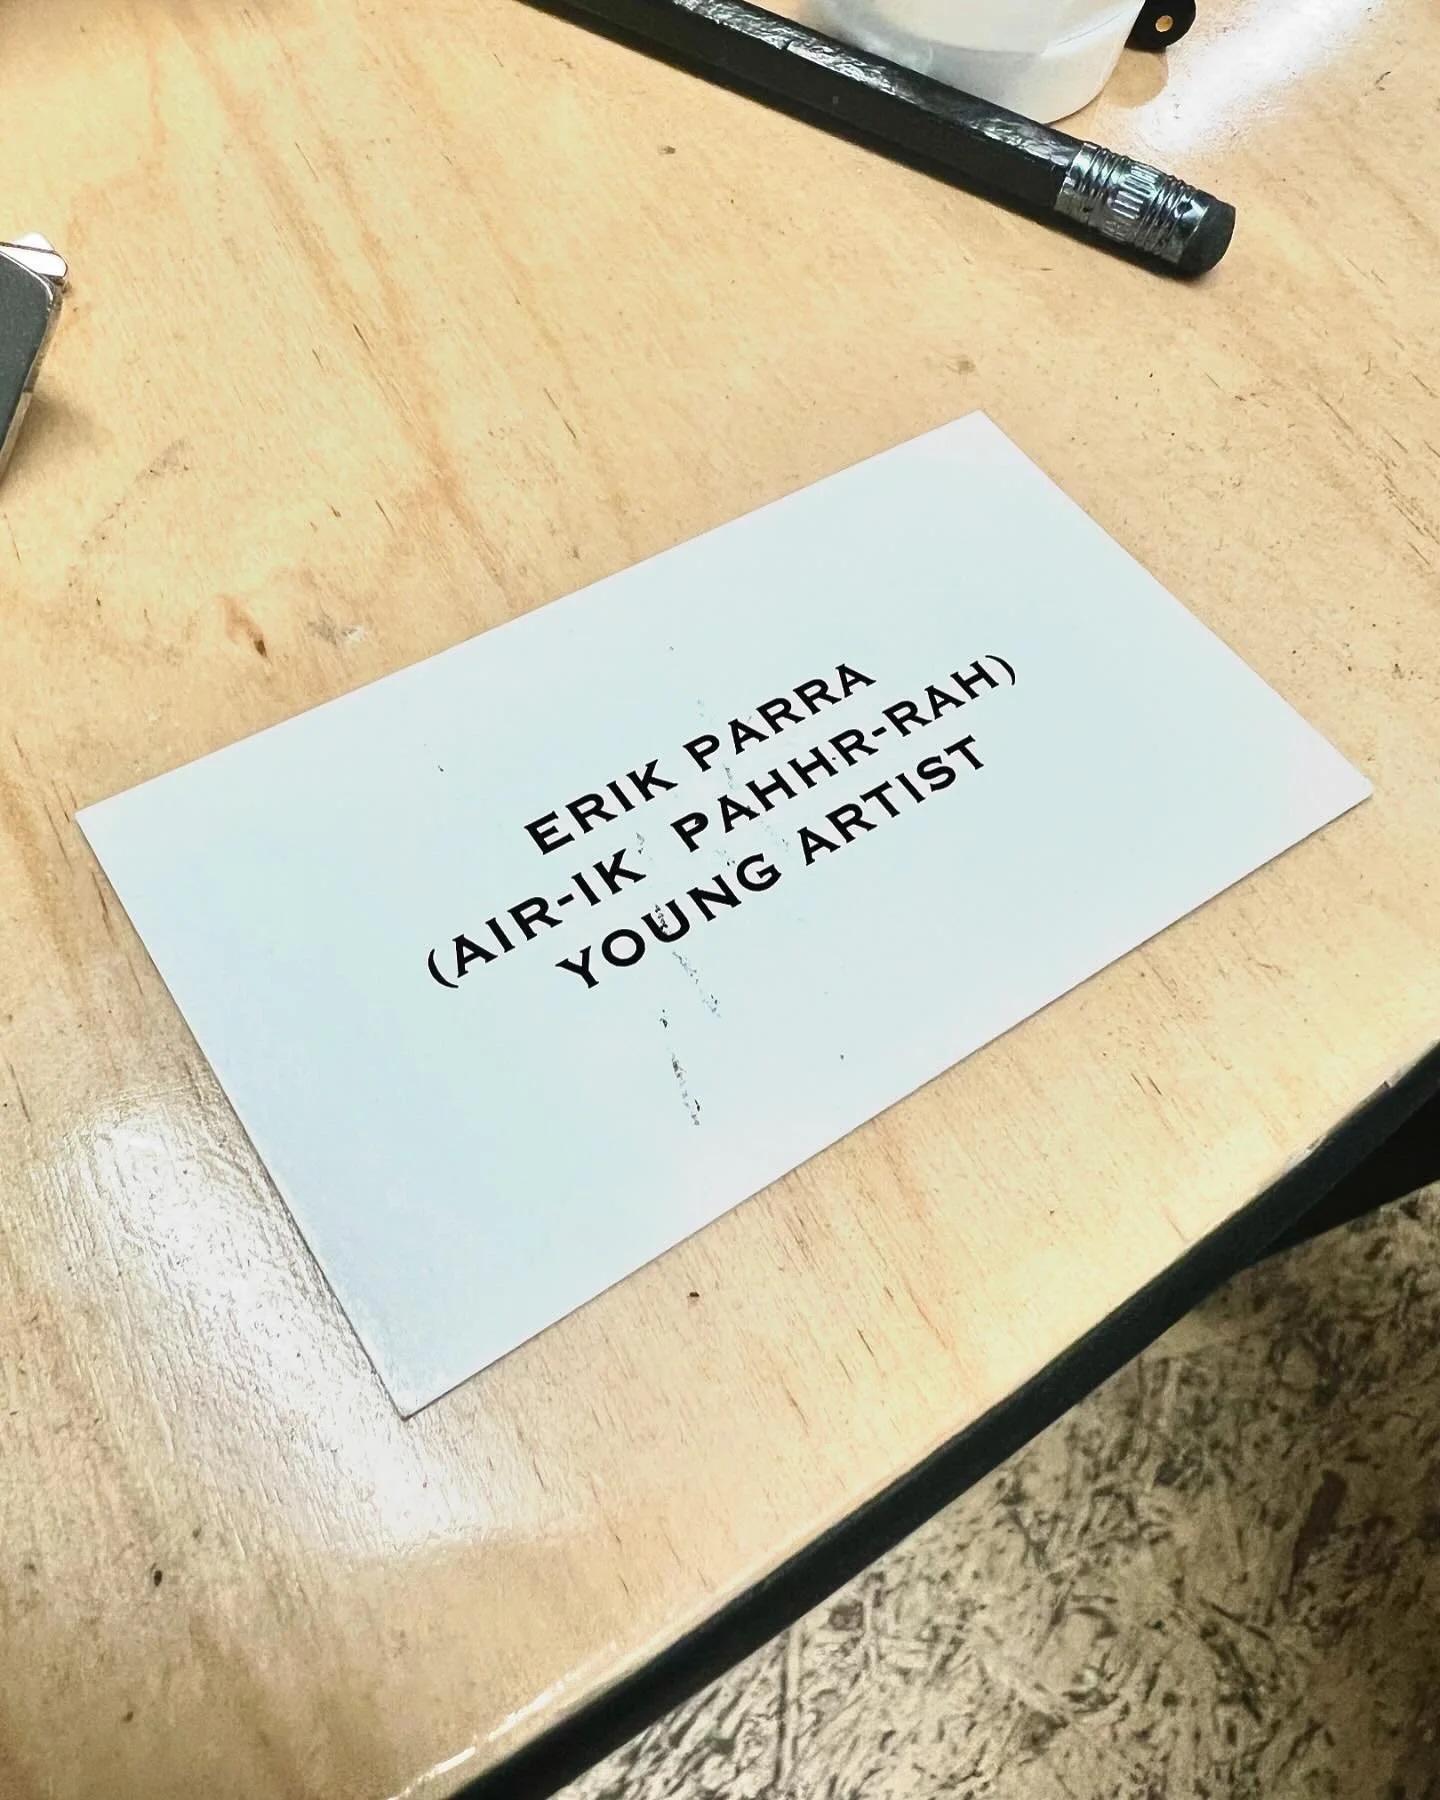 ERIK PARRA
(AIR-IK PAHHR-RAH)
YOUNG ARTIST